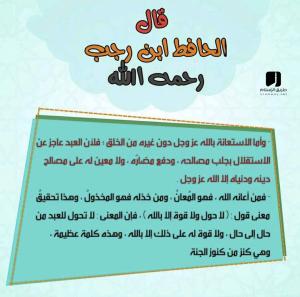 قال
الحافظ ابن رجب
رحمه الله
طريق الإسلام
- وأما الاستعانة بالله عز وجل دون غيره من الخلق ؛ فلأن العبد عاجز عن
الاستقلال بجلب مصالحه ، ودفع مضاره ، ولا معين له على مصالح
دينه ودنياه إلا الله عز وجل .
- فمن أعانه الله ، فهو المُعانُ ، ومن خذله فهو المخذولُ ، وهذا تحقيقُ
معنى قول : ( لا حول ولا قوة إلا بالله ) ، فإن المعنى : لا تحول للعبد من
حال إلى حال ، ولا قوة له على ذلك إلا بالله ، وهذه كلمة عظيمة ،
وهي كنز من كنوز الجنة